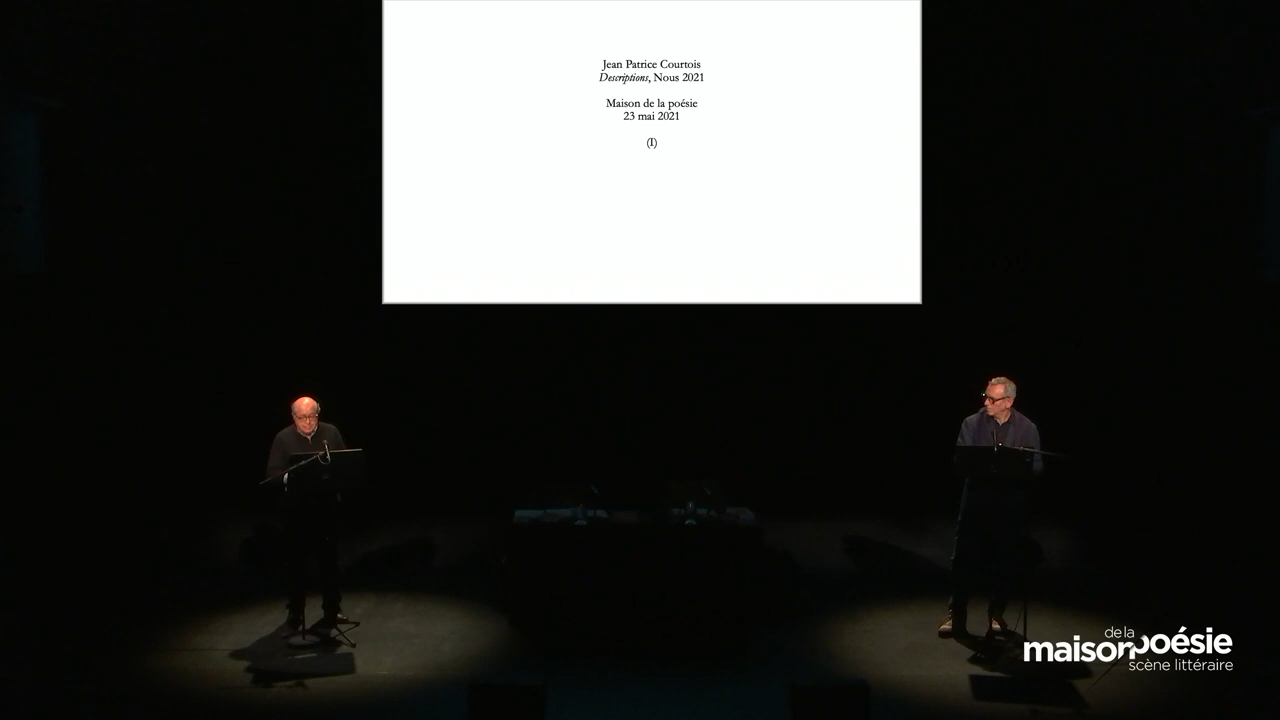 Jean Patrice Courtois
Descriptions, Nous 2021
Maison de la poésie
23 mai 2021
(I)
de la
maison poésie
scène littéraire